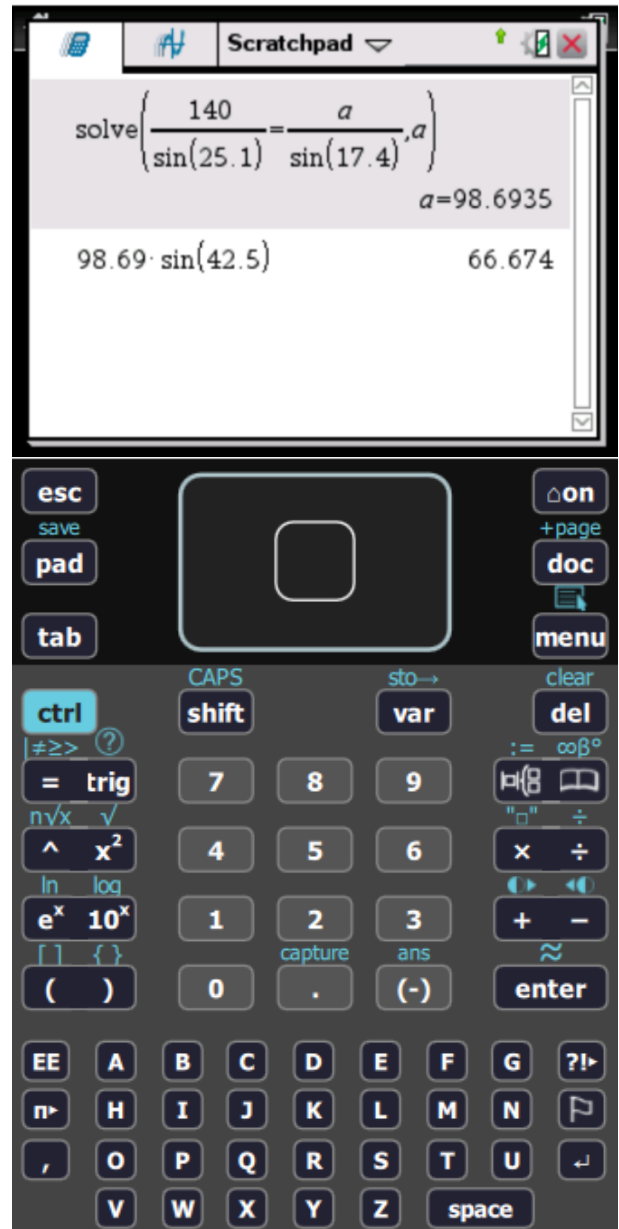 Scratchpad
solve(140/sin(25.1)=a/sin(17.4),a)
a=98.6935
98.69·sin(42.5) 66.674
esc ⌂on
save +page
pad doc
tab menu
CAPS sto→ clear
ctrl shift var del
|≠≥> ? := ∞β°
= trig 7 8 9
n√x √ "□" ÷
^ x² 4 5 6 × ÷
ln log
eˣ 10ˣ 1 2 3 + −
[ ] { } capture ans ≈
( ) 0 . (-) enter
EE A B C D E F G ?!▸
π▸ H I J K L M N
, O P Q R S T U ↵
V W X Y Z space